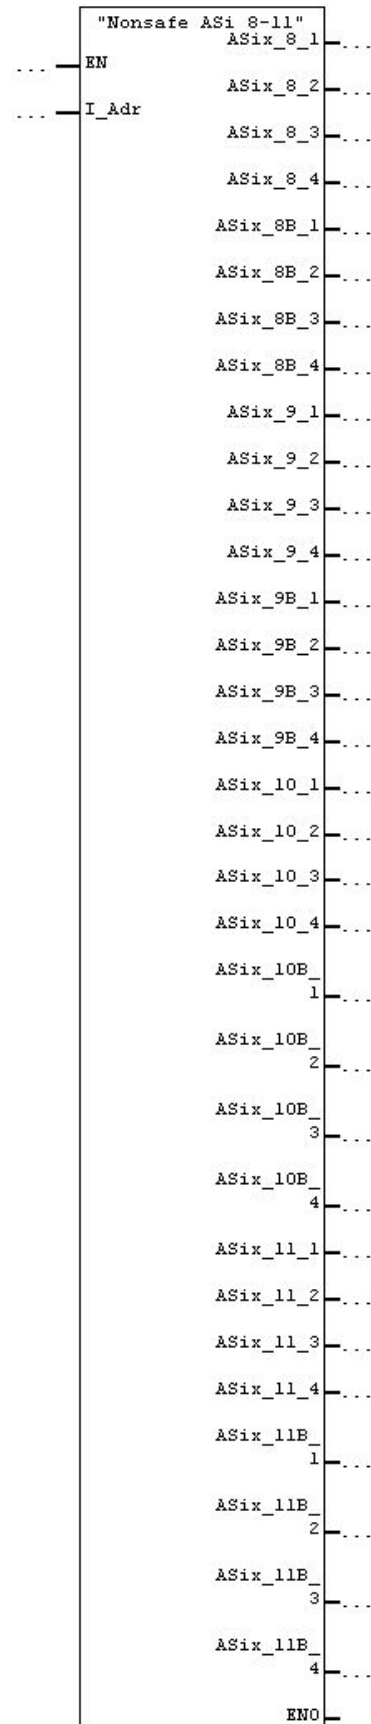 "Nonsafe ASi 8-11"
ASix_8_1 ...
... EN
ASix_8_2 ...
... I_Adr
ASix_8_3 ...
ASix_8_4 ...
ASix_8B_1 ...
ASix_8B_2 ...
ASix_8B_3 ...
ASix_8B_4 ...
ASix_9_1 ...
ASix_9_2 ...
ASix_9_3 ...
ASix_9_4 ...
ASix_9B_1 ...
ASix_9B_2 ...
ASix_9B_3 ...
ASix_9B_4 ...
ASix_10_1 ...
ASix_10_2 ...
ASix_10_3 ...
ASix_10_4 ...
ASix_10B_
1 ...
ASix_10B_
2 ...
ASix_10B_
3 ...
ASix_10B_
4 ...
ASix_11_1 ...
ASix_11_2 ...
ASix_11_3 ...
ASix_11_4 ...
ASix_11B_
1 ...
ASix_11B_
2 ...
ASix_11B_
3 ...
ASix_11B_
4 ...
ENO